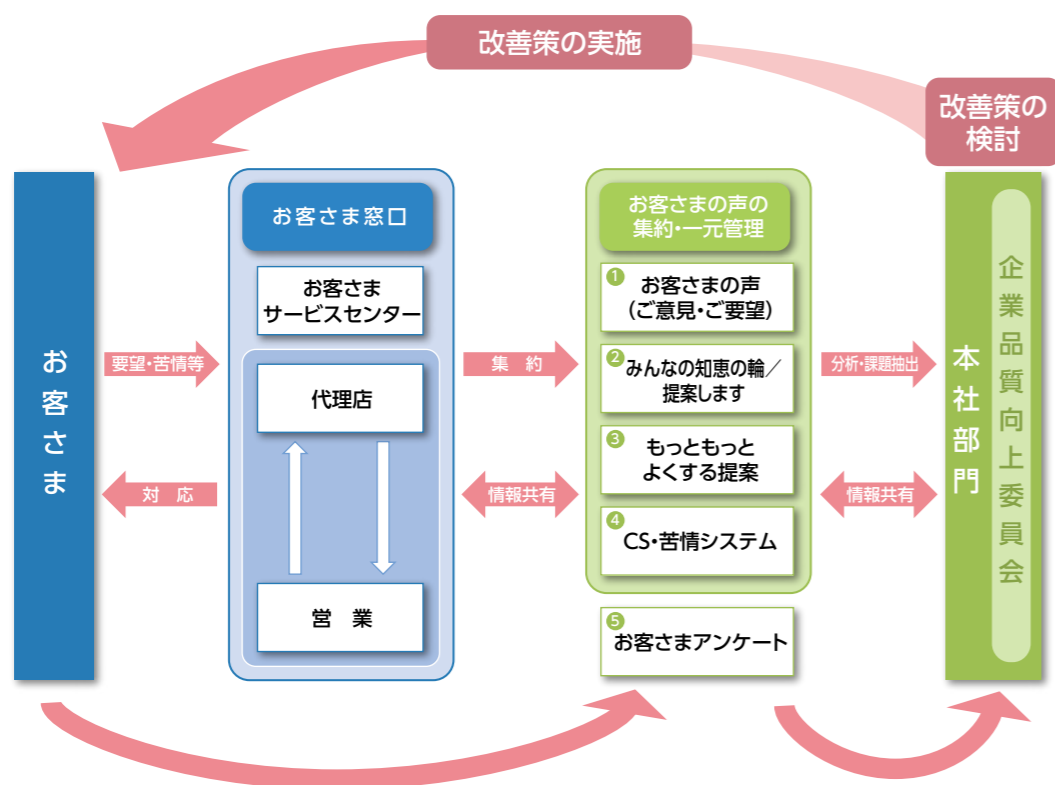 改善策の実施
改善策の
検討
お客さま
要望・苦情等
対 応
お客さま窓口
お客さま
サービスセンター
代理店
営 業
集 約
情報共有
お客さまの声の
集約・一元管理
1 お客さまの声
(ご意見・ご要望)
2 みんなの知恵の輪/
提案します
3 もっともっと
よくする提案
4 CS・苦情システム
5 お客さまアンケート
分析・課題抽出
情報共有
本社部門
企業品質向上委員会